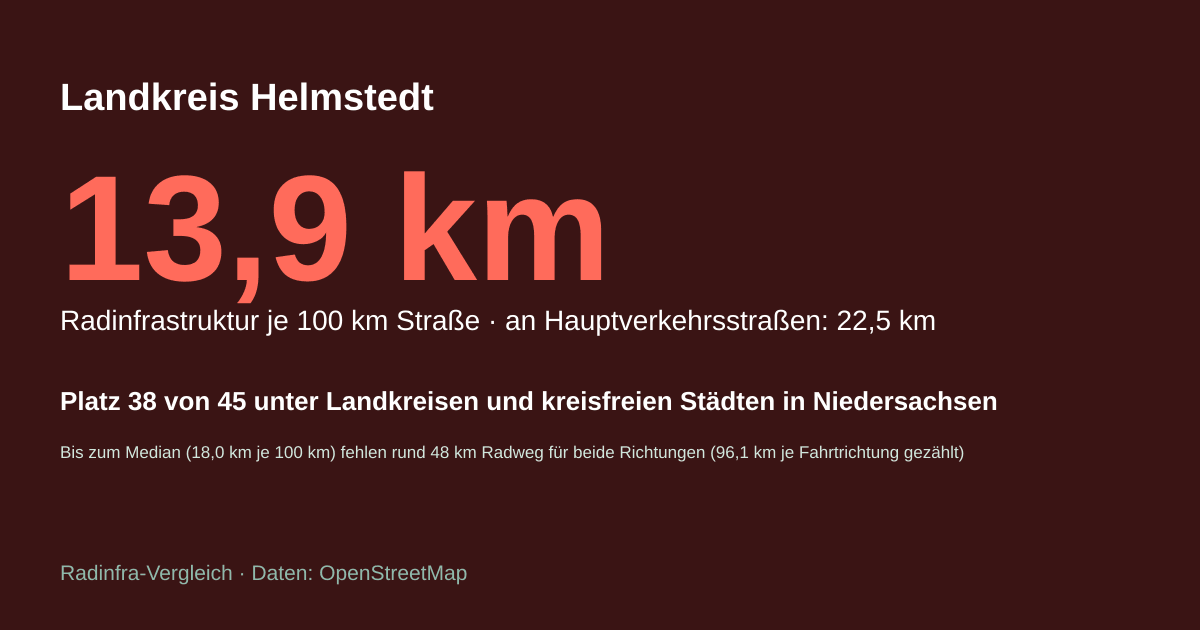 Landkreis Helmstedt
13,9 km
Radinfrastruktur je 100 km Straße · an Hauptverkehrsstraßen: 22,5 km
Platz 38 von 45 unter Landkreisen und kreisfreien Städten in Niedersachsen
Bis zum Median (18,0 km je 100 km) fehlen rund 48 km Radweg für beide Richtungen (96,1 km je Fahrtrichtung gezählt)
Radinfra-Vergleich · Daten: OpenStreetMap